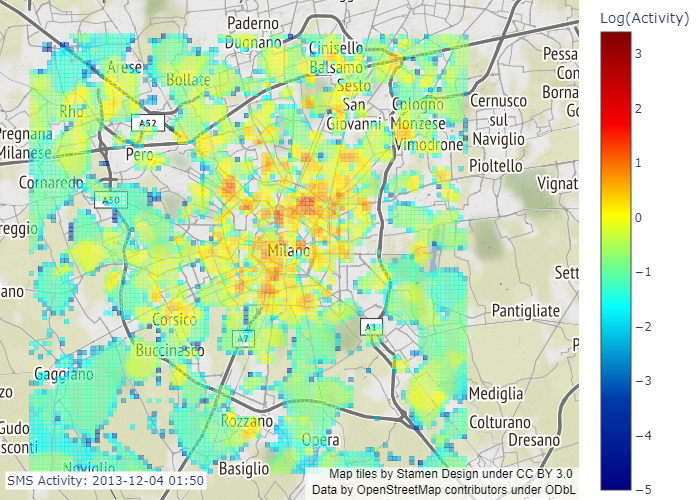 Paderno
Dugnano
Cinisello
Balsamo
Arese
Bollate
Sesto
San
Giovanni
Rho
Cologno
Monzese
Cernusco
sul
Naviglio
Pessa
Con
Borna
Go
A52
Pregnana
Milanese
Pero
Vimodrone
Pioltello
Cornaredo
Vignat
A50
reggio
Milano
Sett
ano
Pantigliate
Corsico
A7
A1
P
Buccinasco
Gaggiano
zo
Mediglia
Gudo
sconti
Rozzano
Opera
Colturano
Dresano
Noviglio
Basiglio
SMS Activity: 2013-12-04 01:50
Map tiles by Stamen Design under CC BY 3.0
Data by OpenStreetMap contributors under ODbL
Log(Activity)
3
2
1
0
−1
−2
−3
−4
−5